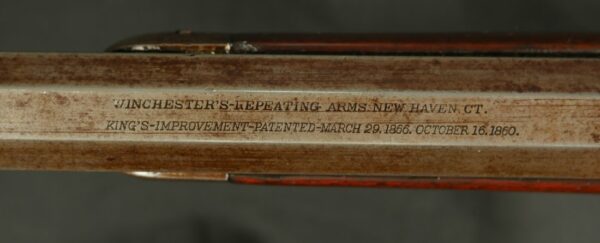 WINCHESTER'S-REPEATING ARMS NEW HAVEN. CT.
KING'S-IMPROVEMENT-PATENTED-MARCH 29, 1866. OCTOBER 16, 1860.